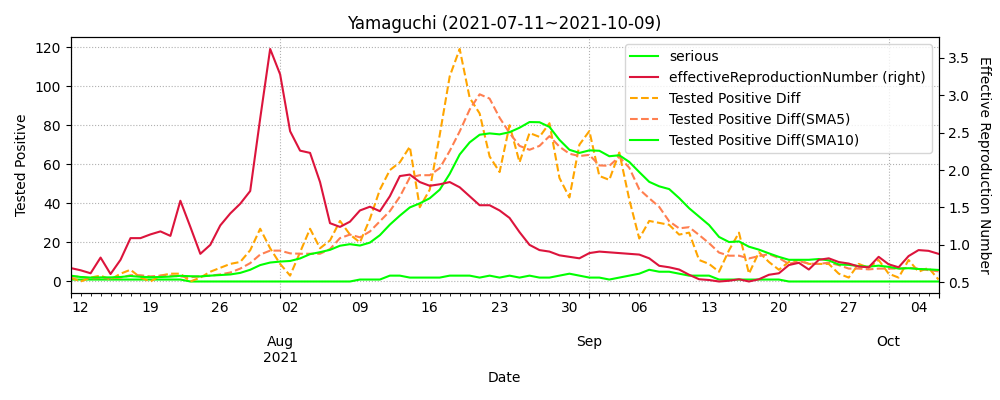 Yamaguchi (2021-07-11~2021-10-09)
serious
effectiveReproductionNumber (right)
Tested Positive Diff
Tested Positive Diff(SMA5)
Tested Positive Diff(SMA10)
Tested Positive
120
100
80
60
40
20
0
Effective Reproduction Number
3.5
3.0
2.5
2.0
1.5
1.0
0.5
12 19 26 02 09 16 23 30 06 13 20 27 04
Aug Sep Oct
2021
Date